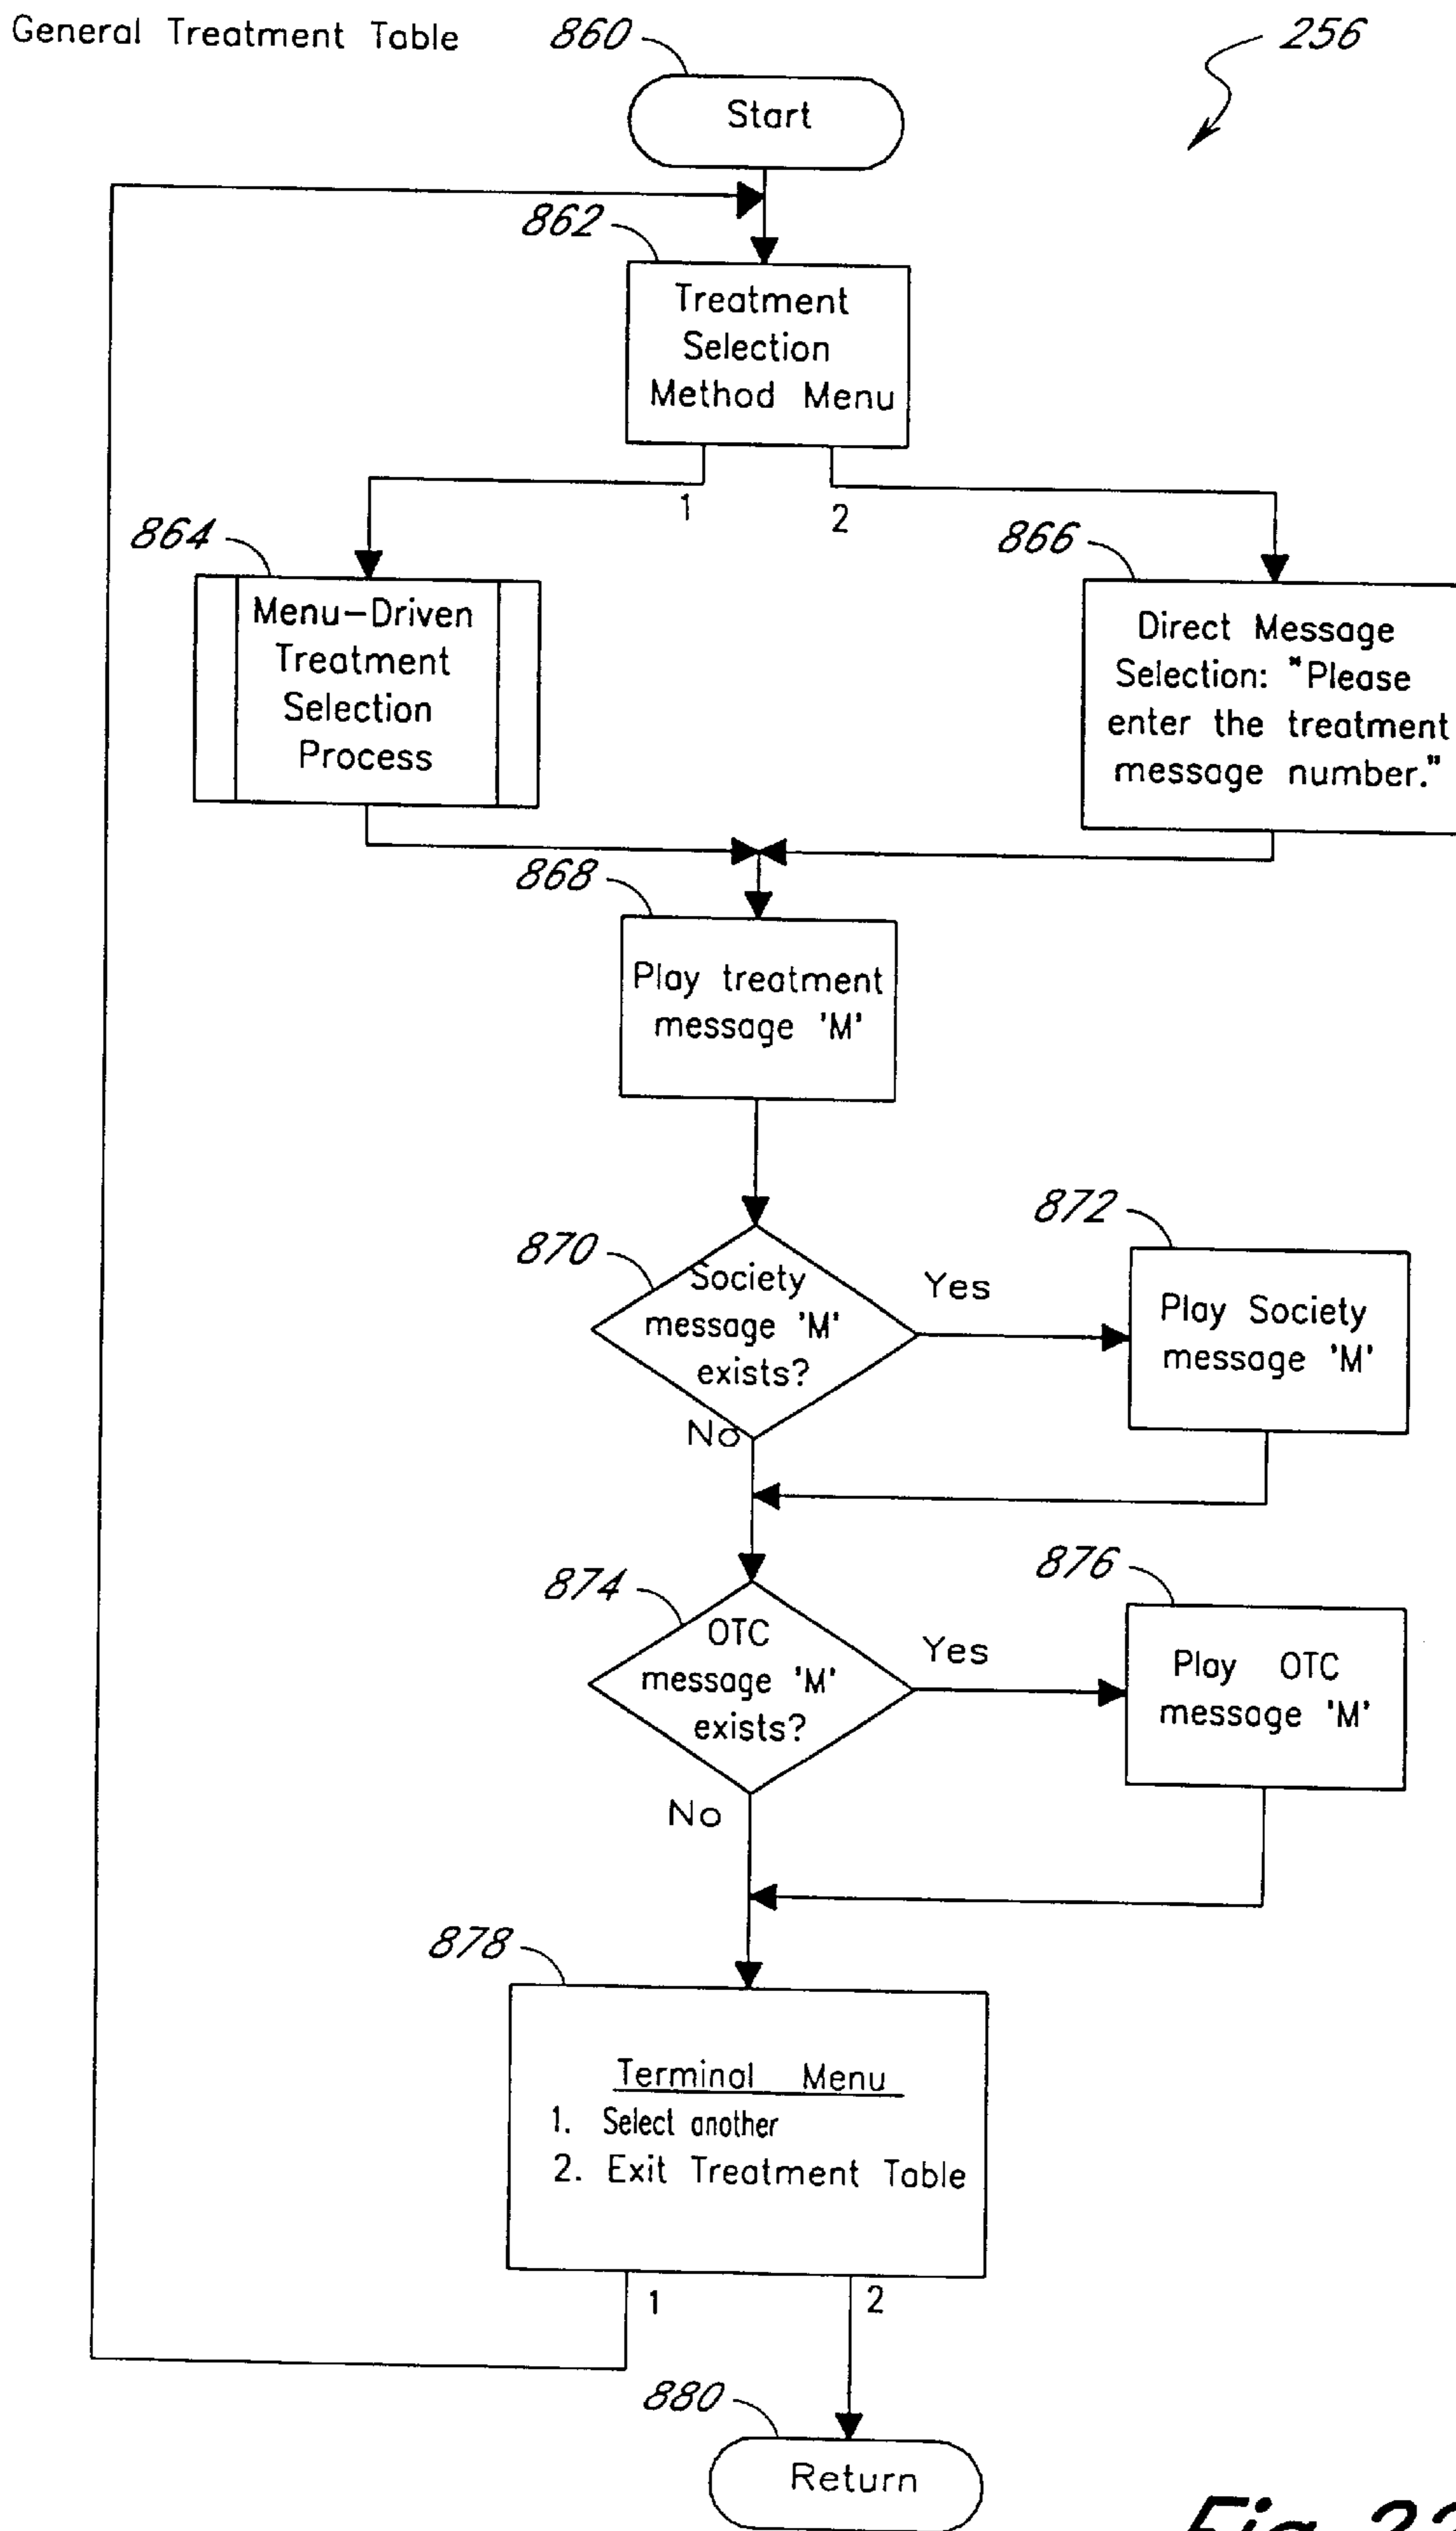 General Treatment Table
860
256
Start
862
Treatment
Selection
Method Menu
1
2
864
866
Menu-Driven
Treatment
Selection
Process
Direct Message
Selection: "Please
enter the treatment
message number."
868
Play treatment
message 'M'
870
Society
message 'M'
exists?
Yes
872
Play Society
message 'M'
No
874
OTC
message 'M'
exists?
Yes
876
Play OTC
message 'M'
No
878
Terminal Menu
1. Select another
2. Exit Treatment Table
1
2
880
Return